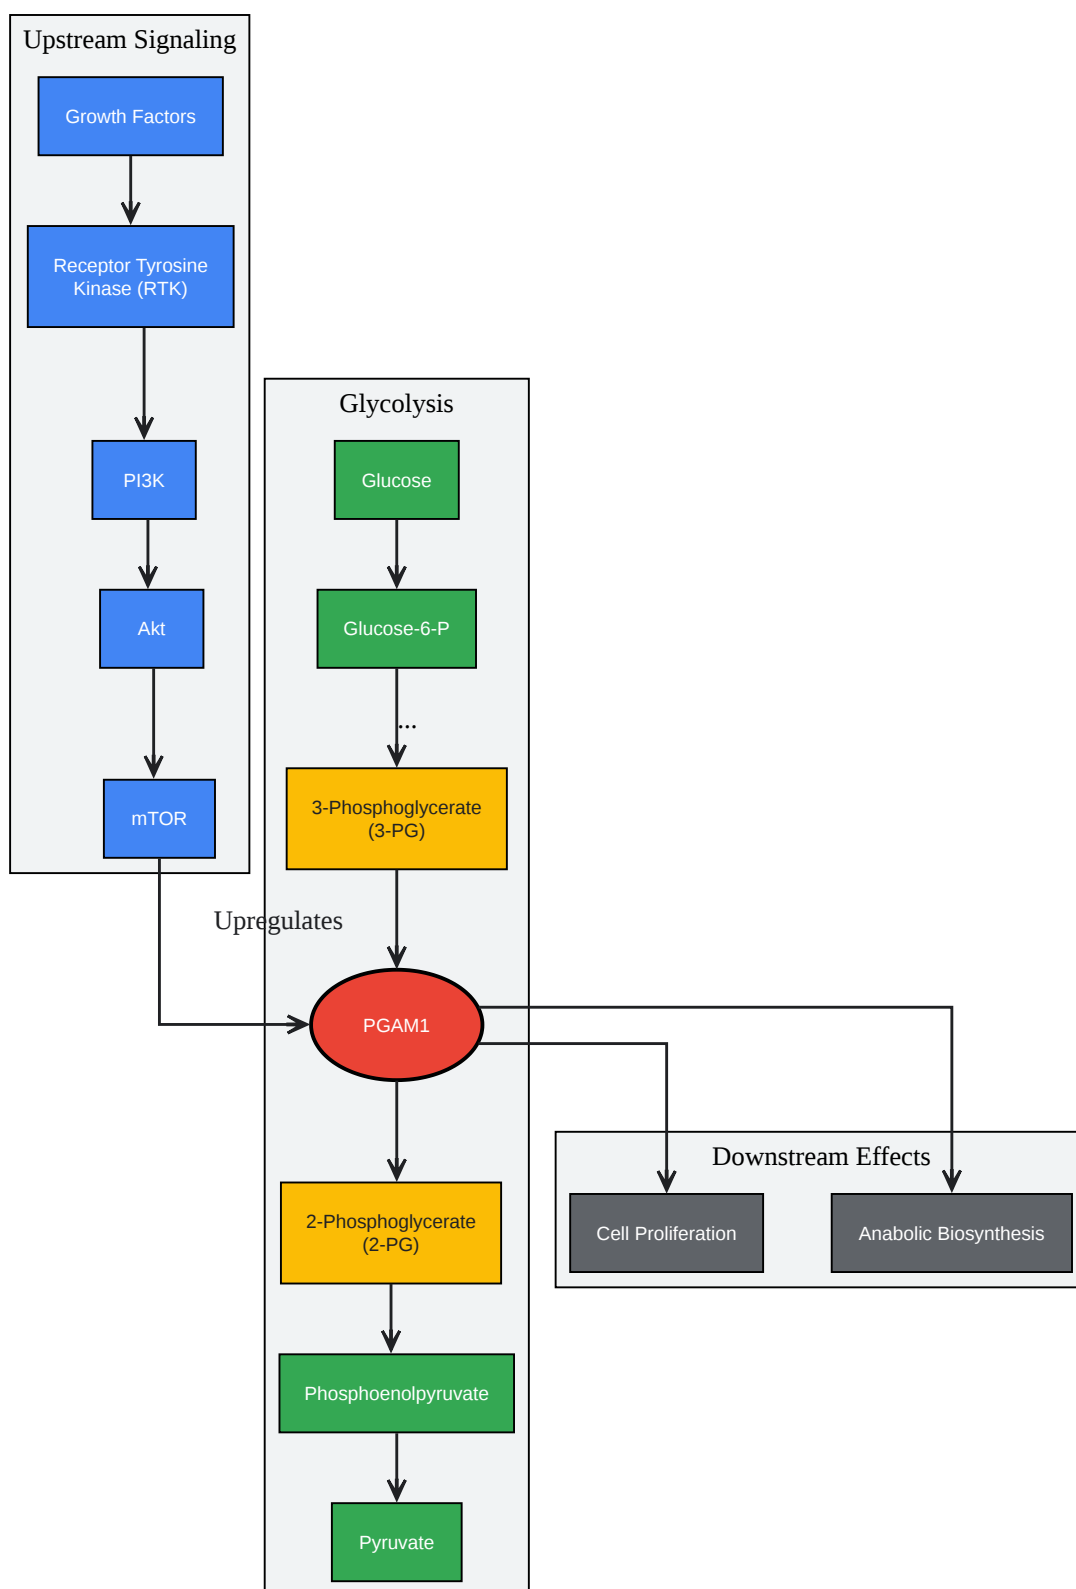 Upstream Signaling
Growth Factors
Receptor Tyrosine
Kinase (RTK)
PI3K
Akt
mTOR
Upregulates
Glycolysis
Glucose
Glucose-6-P
...
3-Phosphoglycerate
(3-PG)
PGAM1
2-Phosphoglycerate
(2-PG)
Phosphoenolpyruvate
Pyruvate
Downstream Effects
Cell Proliferation
Anabolic Biosynthesis